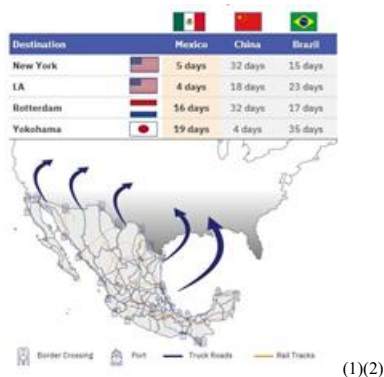 Destination Mexico China Brazil
New York 5 days 32 days 15 days
LA 4 days 18 days 23 days
Rotterdam 16 days 32 days 17 days
Yokohama 19 days 4 days 35 days
Border Crossing Port Truck Roads Rail Tracks
(1)(2)